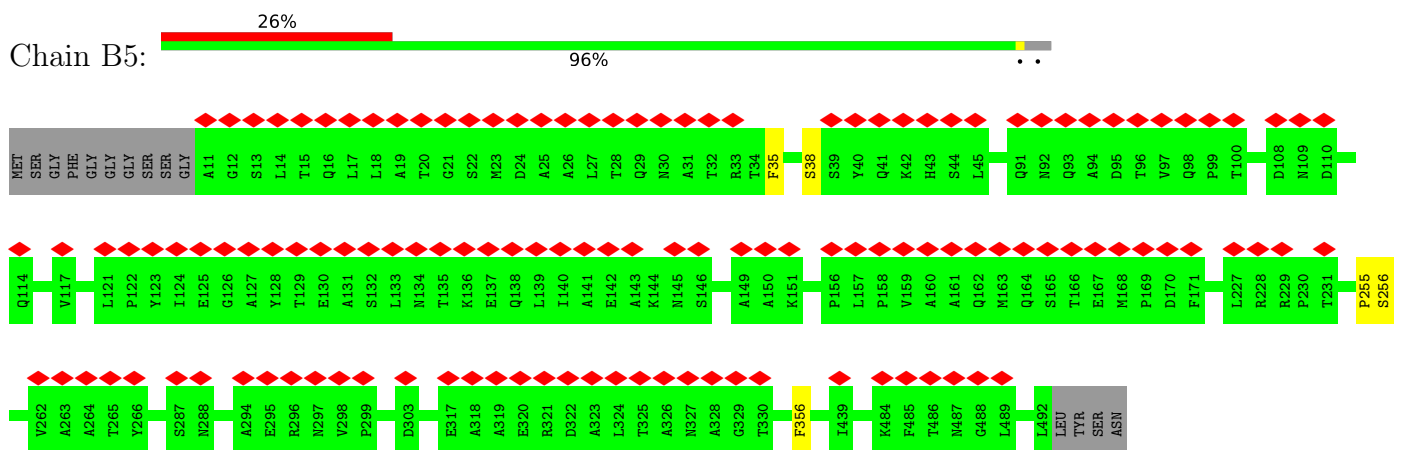 26%
Chain B5:
96%
• •
MET SER GLY PHE GLY GLY GLY SER SER GLY A11 G12 S13 L14 T15 Q16 L17 L18 A19 T20 G21 S22 M23 D24 A25 A26 L27 T28 Q29 N30 A31 T32 R33 T34 F35 S38 S39 Y40 Q41 K42 H43 S44 L45 Q91 N92 Q93 A94 D95 T96 V97 Q98 P99 T100 D108 N109 D110
Q114 V117 L121 P122 Y123 I124 E125 G126 A127 Y128 T129 E130 A131 S132 L133 N134 T135 K136 E137 Q138 L139 I140 A141 E142 A143 K144 N145 S146 A149 A150 K151 P156 L157 P158 V159 A160 A161 Q162 M163 Q164 S165 T166 E167 M168 P169 D170 F171 L227 R228 R229 P230 T231 P255 S256
V262 A263 A264 T265 Y266 S287 N288 A294 E295 R296 N297 V298 P299 D303 E317 A318 A319 E320 R321 D322 A323 L324 T325 A326 N327 A328 G329 T330 F356 I439 K484 F485 T486 N487 G488 L489 L492 LEU TYR SER ASN